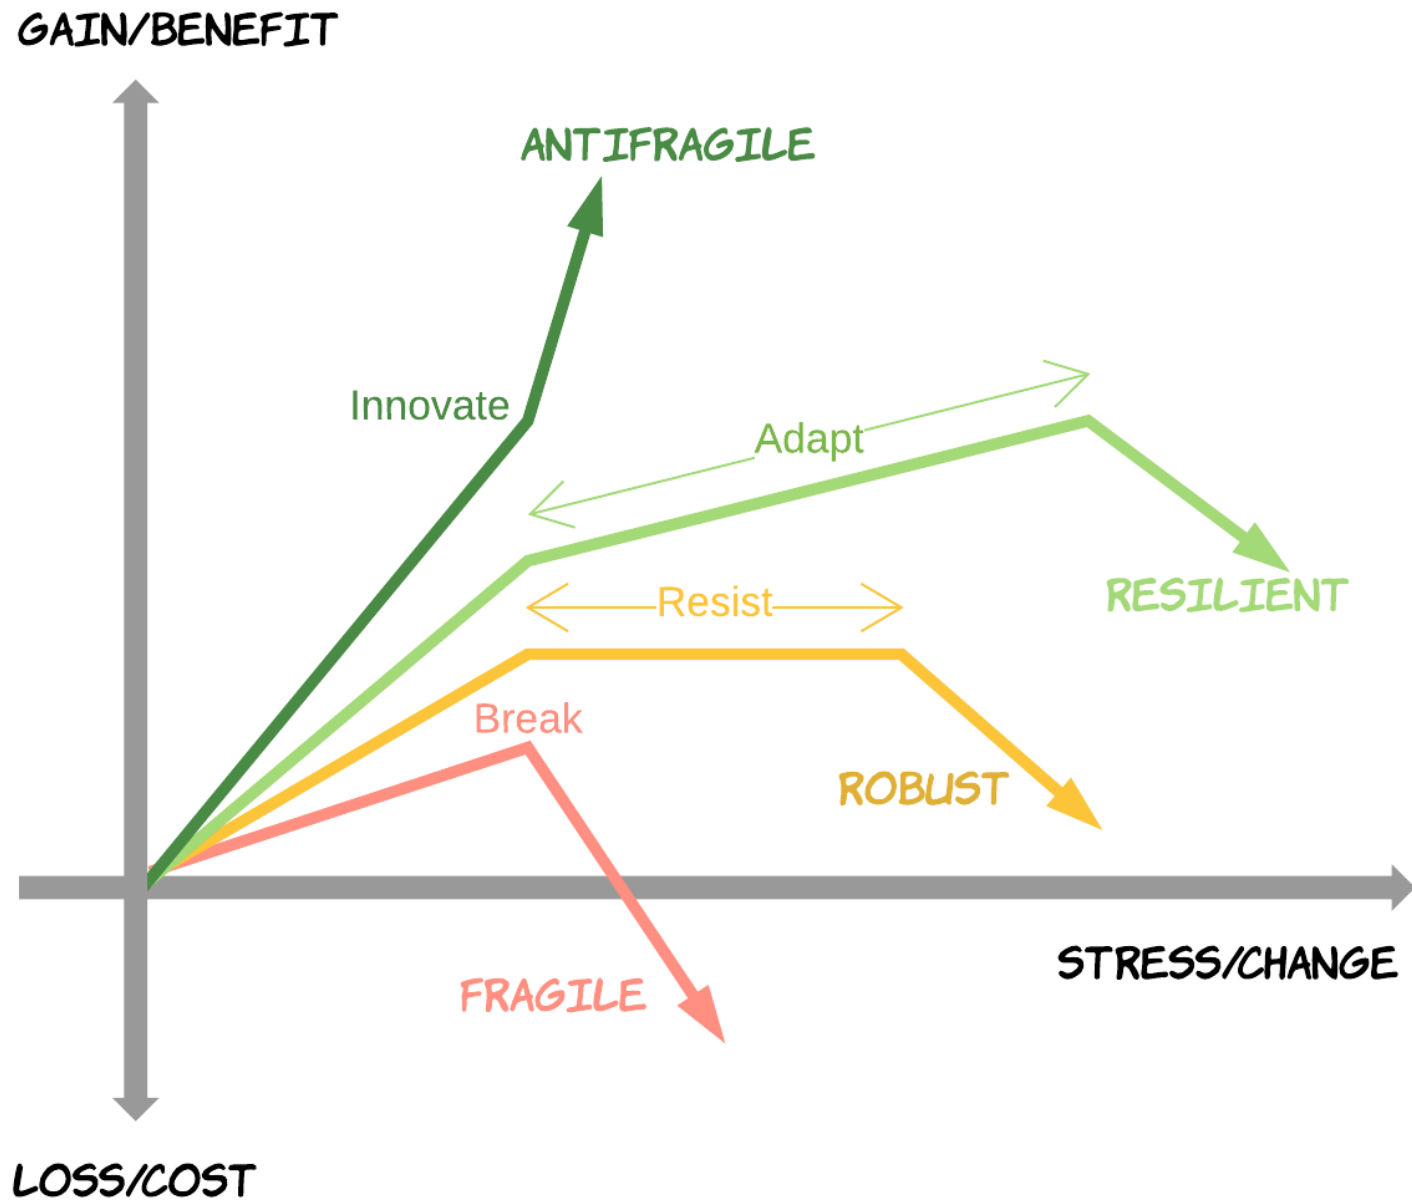 GAIN/BENEFIT
ANTIFRAGILE
Innovate
Adapt
RESILIENT
Resist
Break
ROBUST
STRESS/CHANGE
FRAGILE
LOSS/COST